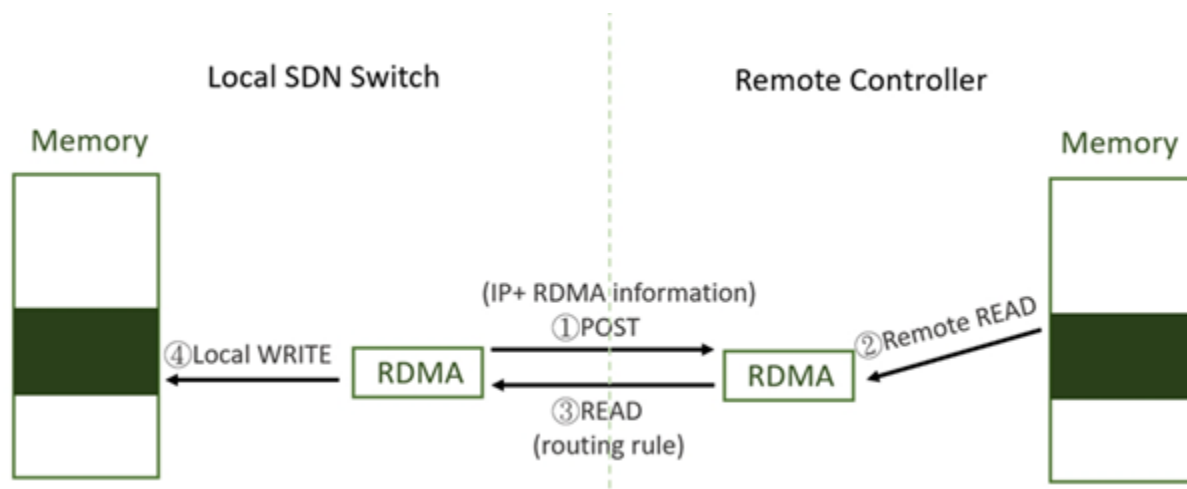 Local SDN Switch
Remote Controller
Memory
Memory
(IP+ RDMA information)
①POST
②Remote READ
④Local WRITE
RDMA
RDMA
③READ
(routing rule)